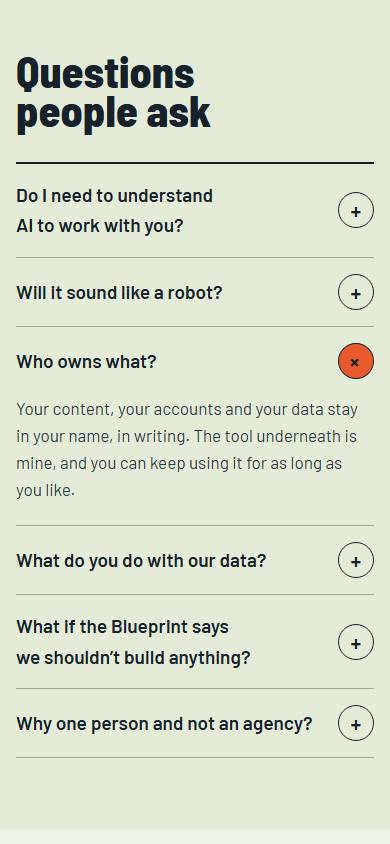 Questions
people ask
Do I need to understand
AI to work with you?
+
Will it sound like a robot?
+
Who owns what?
×
Your content, your accounts and your data stay
in your name, in writing. The tool underneath is
mine, and you can keep using it for as long as
you like.
What do you do with our data?
+
What if the Blueprint says
we shouldn’t build anything?
+
Why one person and not an agency?
+